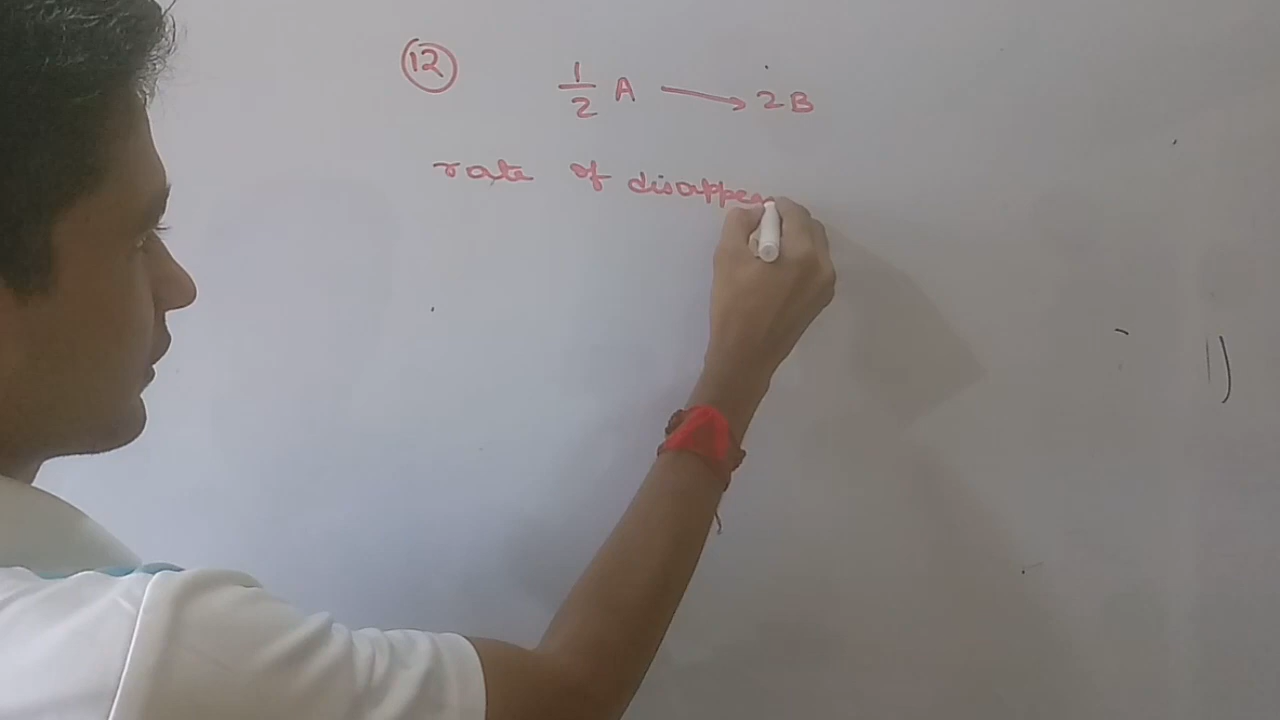 12 1/2 A → 2B
rate of disappea